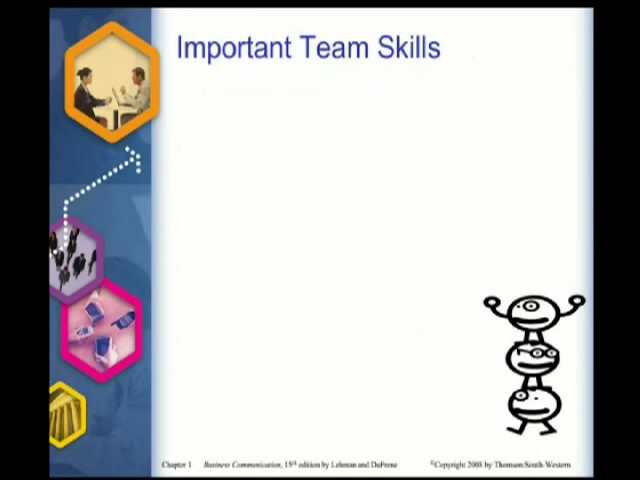 Important Team Skills
Chapter 1 Business Communication, 15th edition by Lehman and DuFrene ©Copyright 2008 by Thomson/South-Western